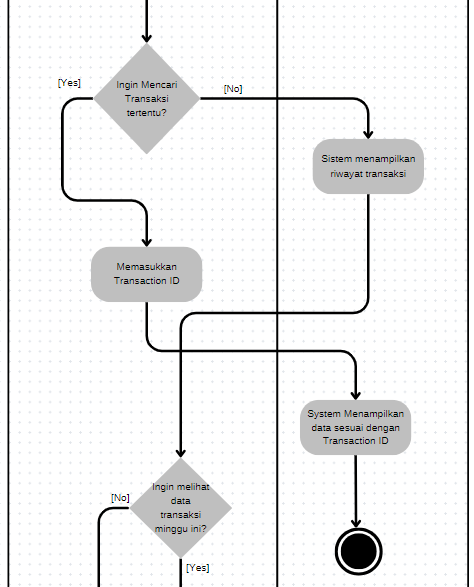 [Yes]
Ingin Mencari
Transaksi
tertentu?
[No]
Sistem menampilkan
riwayat transaksi
Memasukkan
Transaction ID
System Menampilkan
data sesuai dengan
Transaction ID
Ingin melihat
data
transaksi
minggu ini?
[No]
[Yes]